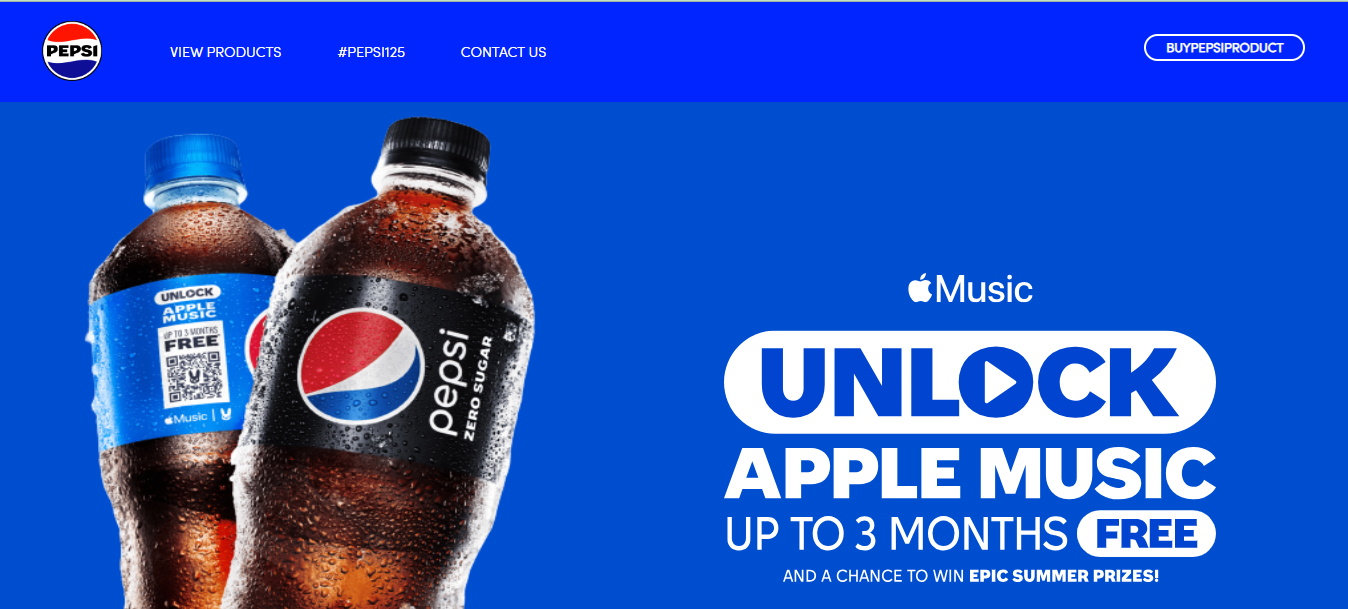 PEPSI
VIEW PRODUCTS
#PEPSI125
CONTACT US
BUYPEPSIPRODUCT
UNLOCK
APPLE
MUSIC
UP TO 3 MONTHS
FREE
Music
pepsi
ZERO SUGAR
Music
UNLOCK
APPLE MUSIC
UP TO 3 MONTHS FREE
AND A CHANCE TO WIN EPIC SUMMER PRIZES!